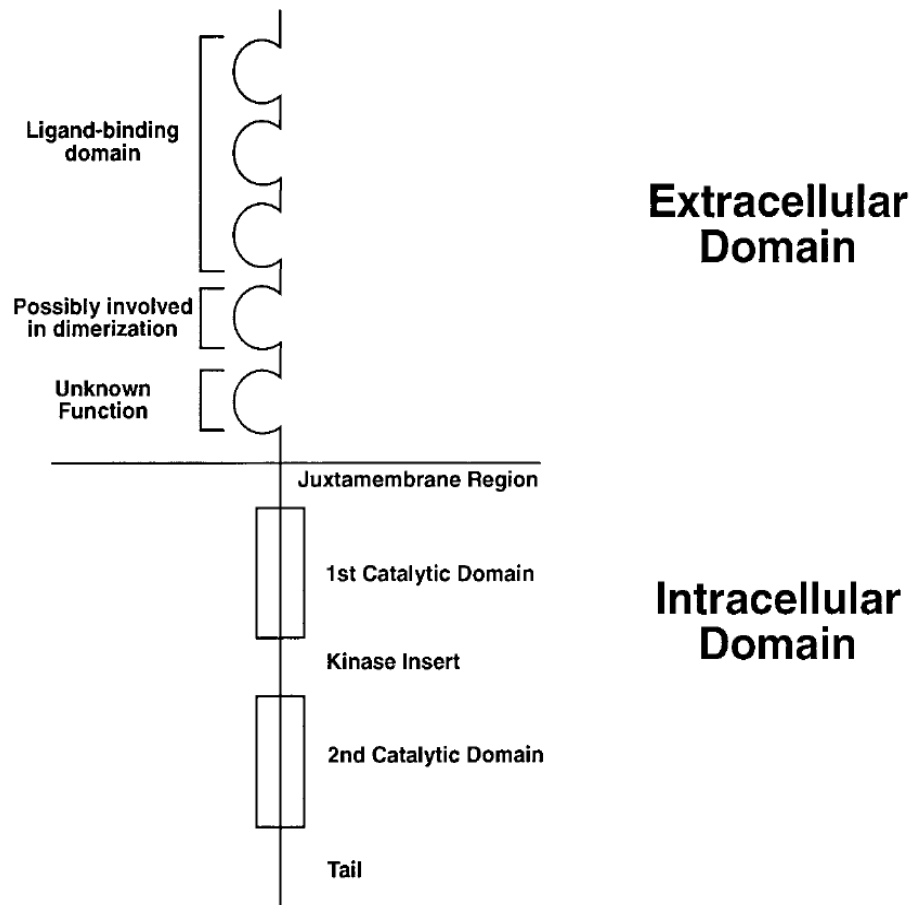 Ligand-binding
domain
Extracellular
Domain
Possibly involved
in dimerization
Unknown
Function
Juxtamembrane Region
1st Catalytic Domain
Intracellular
Domain
Kinase Insert
2nd Catalytic Domain
Tail